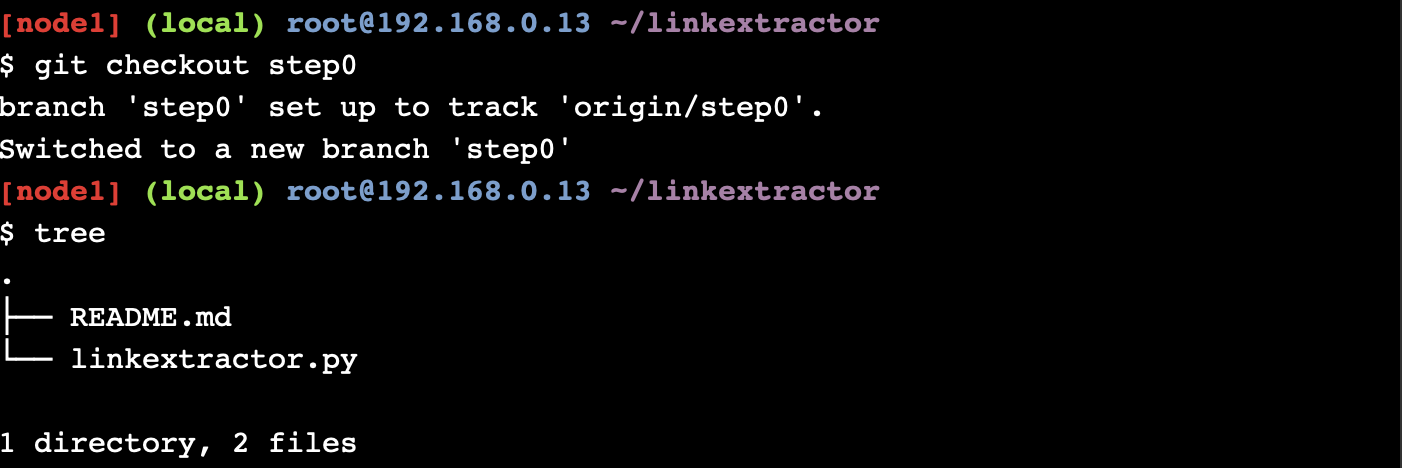 [node1] (local) root@192.168.0.13 ~/linkextractor
$ git checkout step0
branch 'step0' set up to track 'origin/step0'.
Switched to a new branch 'step0'
[node1] (local) root@192.168.0.13 ~/linkextractor
$ tree
.
├── README.md
└── linkextractor.py
1 directory, 2 files